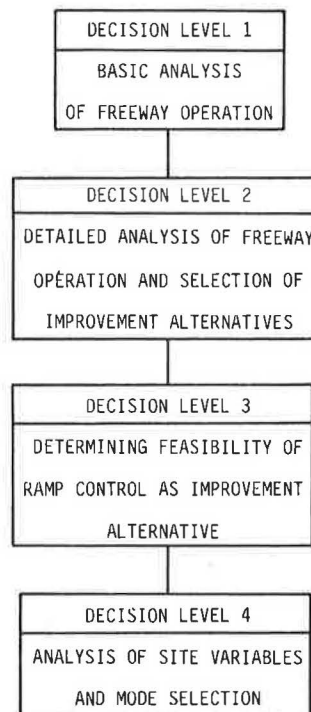 DECISION LEVEL 1
BASIC ANALYSIS
OF FREEWAY OPERATION
DECISION LEVEL 2
DETAILED ANALYSIS OF FREEWAY
OPERATION AND SELECTION OF
IMPROVEMENT ALTERNATIVES
DECISION LEVEL 3
DETERMINING FEASIBILITY OF
RAMP CONTROL AS IMPROVEMENT
ALTERNATIVE
DECISION LEVEL 4
ANALYSIS OF SITE VARIABLES
AND MODE SELECTION